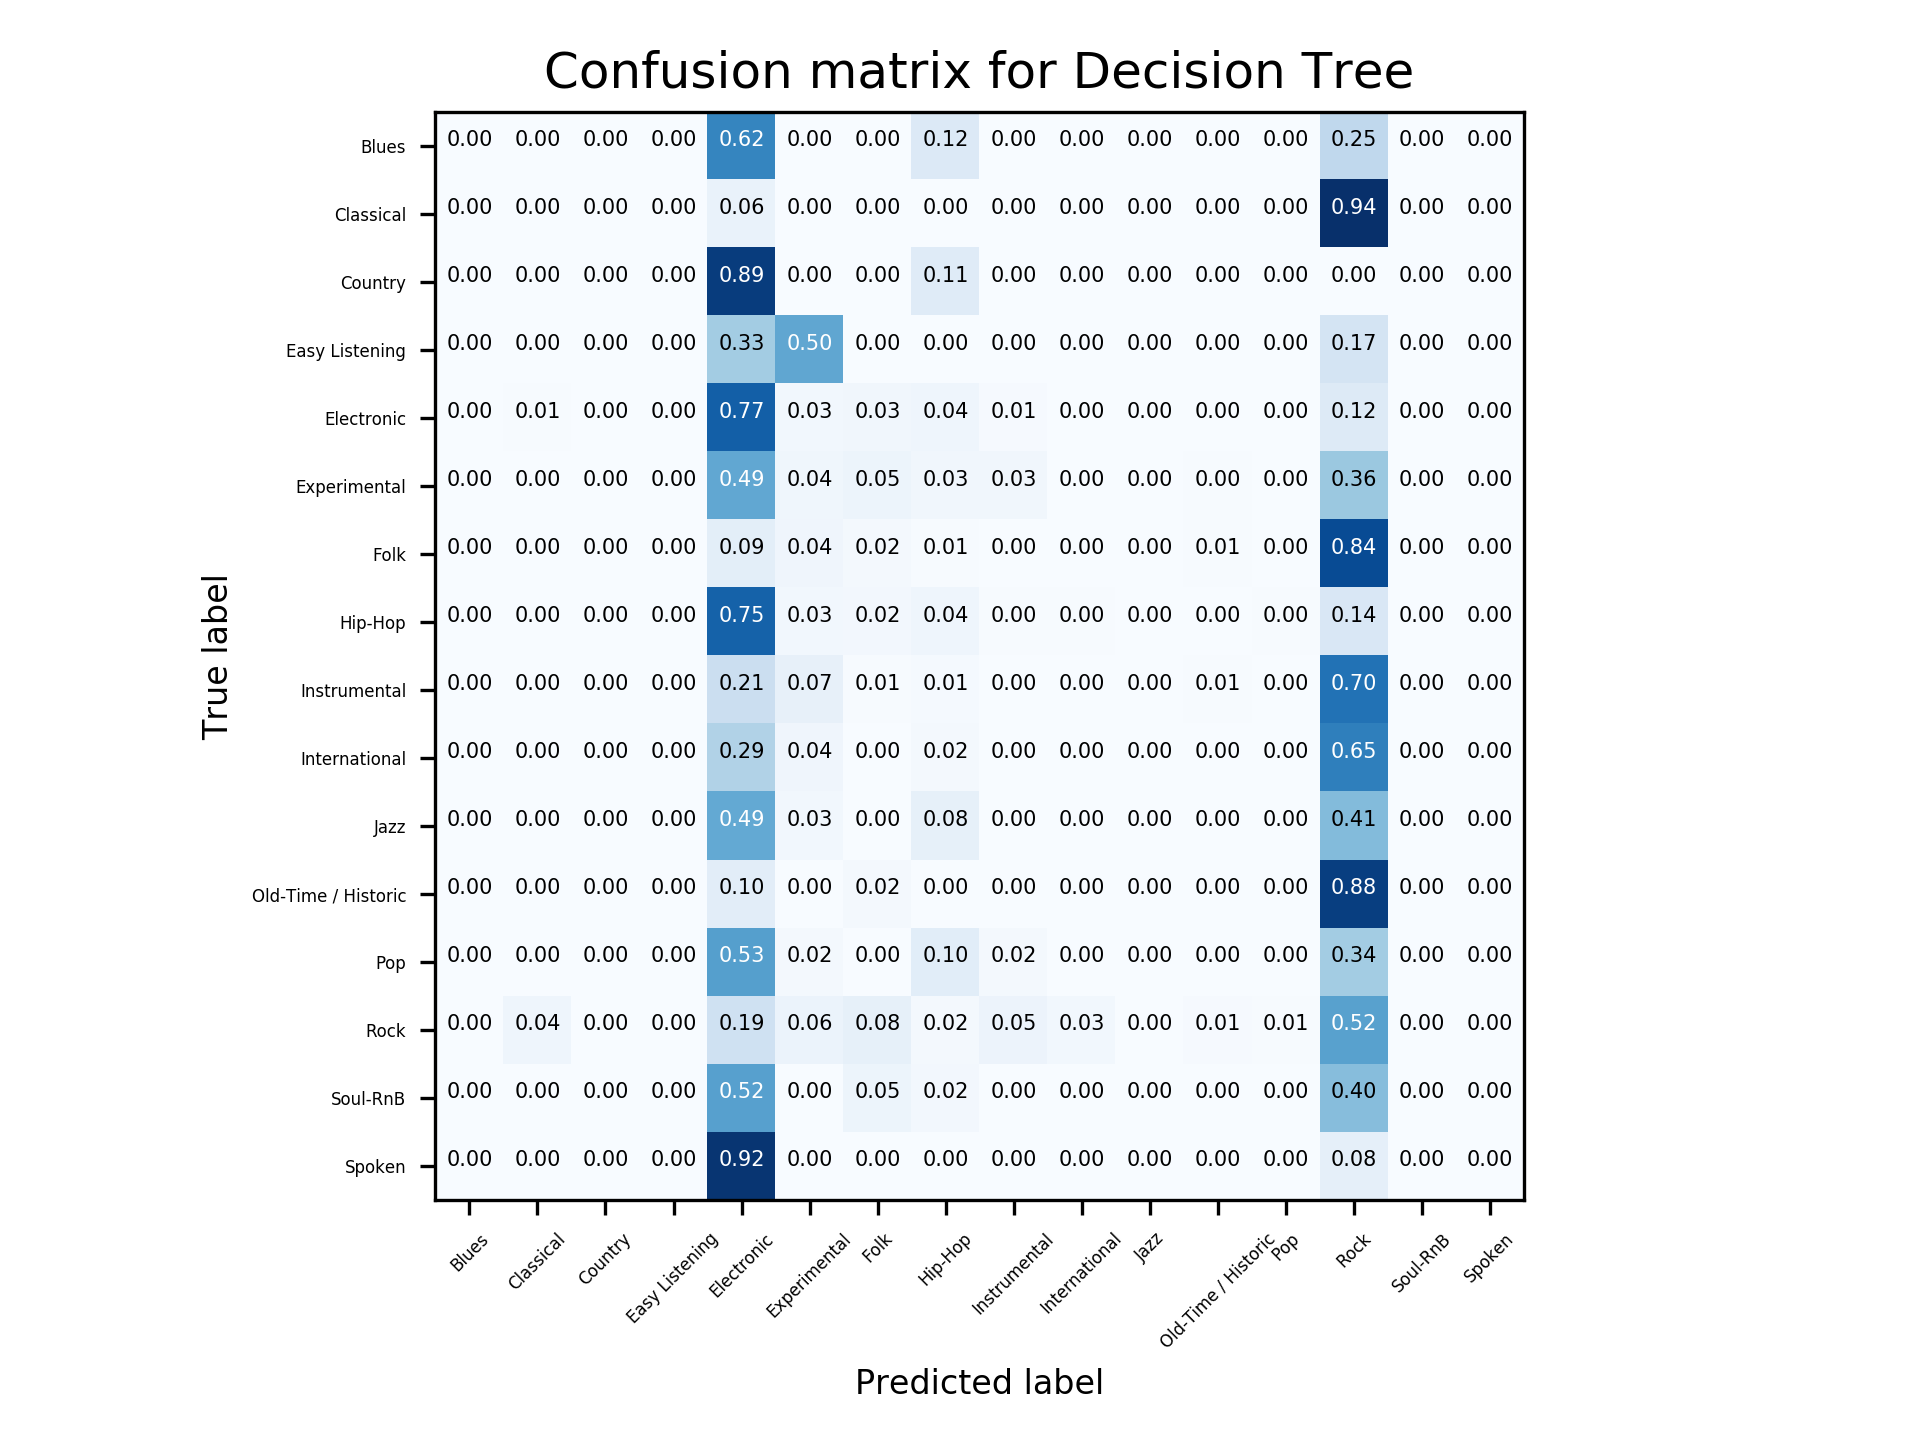 Confusion matrix for Decision Tree
True label
Blues 0.00 0.00 0.00 0.00 0.62 0.00 0.00 0.12 0.00 0.00 0.00 0.00 0.00 0.25 0.00 0.00
Classical 0.00 0.00 0.00 0.00 0.06 0.00 0.00 0.00 0.00 0.00 0.00 0.00 0.00 0.94 0.00 0.00
Country 0.00 0.00 0.00 0.00 0.89 0.00 0.00 0.11 0.00 0.00 0.00 0.00 0.00 0.00 0.00 0.00
Easy Listening 0.00 0.00 0.00 0.00 0.33 0.50 0.00 0.00 0.00 0.00 0.00 0.00 0.00 0.17 0.00 0.00
Electronic 0.00 0.01 0.00 0.00 0.77 0.03 0.03 0.04 0.01 0.00 0.00 0.00 0.00 0.12 0.00 0.00
Experimental 0.00 0.00 0.00 0.00 0.49 0.04 0.05 0.03 0.03 0.00 0.00 0.00 0.00 0.36 0.00 0.00
Folk 0.00 0.00 0.00 0.00 0.09 0.04 0.02 0.01 0.00 0.00 0.00 0.01 0.00 0.84 0.00 0.00
Hip-Hop 0.00 0.00 0.00 0.00 0.75 0.03 0.02 0.04 0.00 0.00 0.00 0.00 0.00 0.14 0.00 0.00
Instrumental 0.00 0.00 0.00 0.00 0.21 0.07 0.01 0.01 0.00 0.00 0.00 0.01 0.00 0.70 0.00 0.00
International 0.00 0.00 0.00 0.00 0.29 0.04 0.00 0.02 0.00 0.00 0.00 0.00 0.00 0.65 0.00 0.00
Jazz 0.00 0.00 0.00 0.00 0.49 0.03 0.00 0.08 0.00 0.00 0.00 0.00 0.00 0.41 0.00 0.00
Old-Time / Historic 0.00 0.00 0.00 0.00 0.10 0.00 0.02 0.00 0.00 0.00 0.00 0.00 0.00 0.88 0.00 0.00
Pop 0.00 0.00 0.00 0.00 0.53 0.02 0.00 0.10 0.02 0.00 0.00 0.00 0.00 0.34 0.00 0.00
Rock 0.00 0.04 0.00 0.00 0.19 0.06 0.08 0.02 0.05 0.03 0.00 0.01 0.01 0.52 0.00 0.00
Soul-RnB 0.00 0.00 0.00 0.00 0.52 0.00 0.05 0.02 0.00 0.00 0.00 0.00 0.00 0.40 0.00 0.00
Spoken 0.00 0.00 0.00 0.00 0.92 0.00 0.00 0.00 0.00 0.00 0.00 0.00 0.00 0.08 0.00 0.00
Blues Classical Country Easy Listening Electronic Experimental Folk Hip-Hop Instrumental International Jazz Old-Time / Historic Pop Rock Soul-RnB Spoken
Predicted label